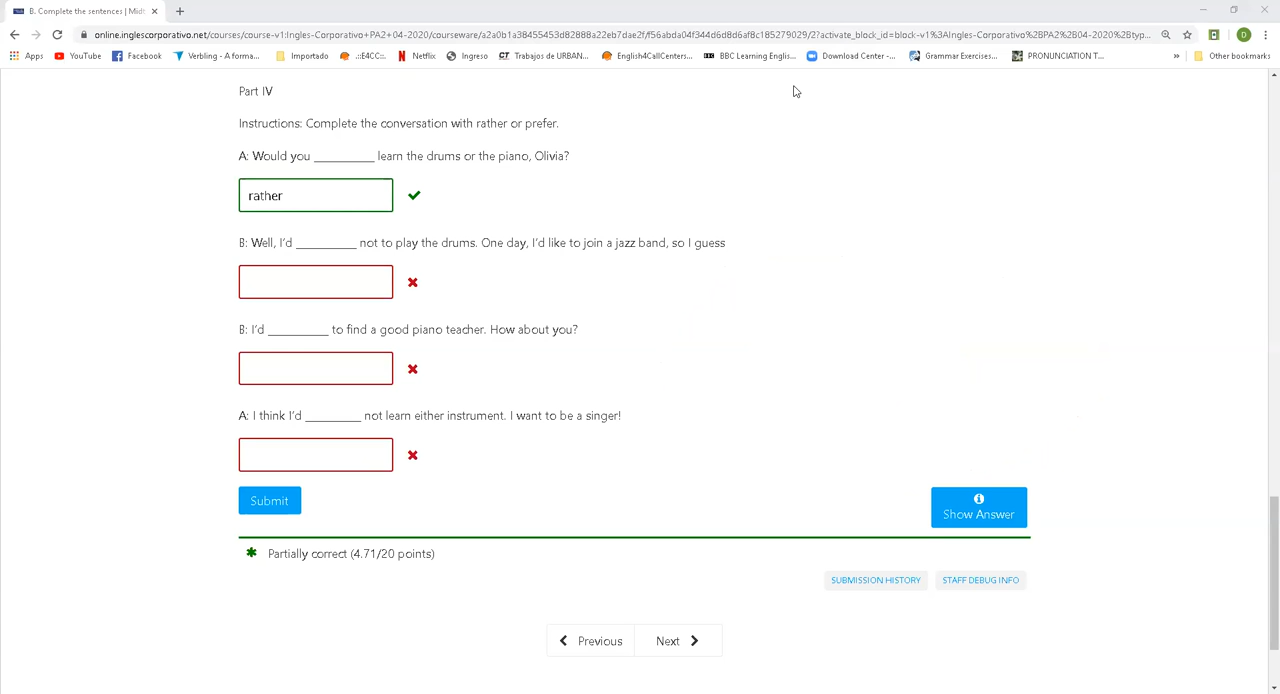 B. Complete the sentences | Midt
online.inglescorporativo.net/courses/course-v1:Ingles-Corporativo+PA2+04-2020/courseware/a2a0b1a38455453d82888a22eb7dae2f/f56abda04f344d6d8d6af8c185279029/2?activate_block_id=block-v1%3AIngles-Corporativo%2BPA2%2B04-2020%2Btyp...
D
Apps YouTube Facebook Verbling - A forma... Importado .::E4CC::. Netflix Ingreso CT Trabajos de URBAN... English4CallCenters... BBC Learning Englis... Download Center -... Grammar Exercises... PRONUNCIATION T... » Other bookmarks
Part IV
Instructions: Complete the conversation with rather or prefer.
A: Would you __________ learn the drums or the piano, Olivia?
rather
B: Well, I'd __________ not to play the drums. One day, I'd like to join a jazz band, so I guess
B: I'd __________ to find a good piano teacher. How about you?
A: I think I'd _________ not learn either instrument. I want to be a singer!
Submit
Show Answer
Partially correct (4.71/20 points)
SUBMISSION HISTORY STAFF DEBUG INFO
Previous Next